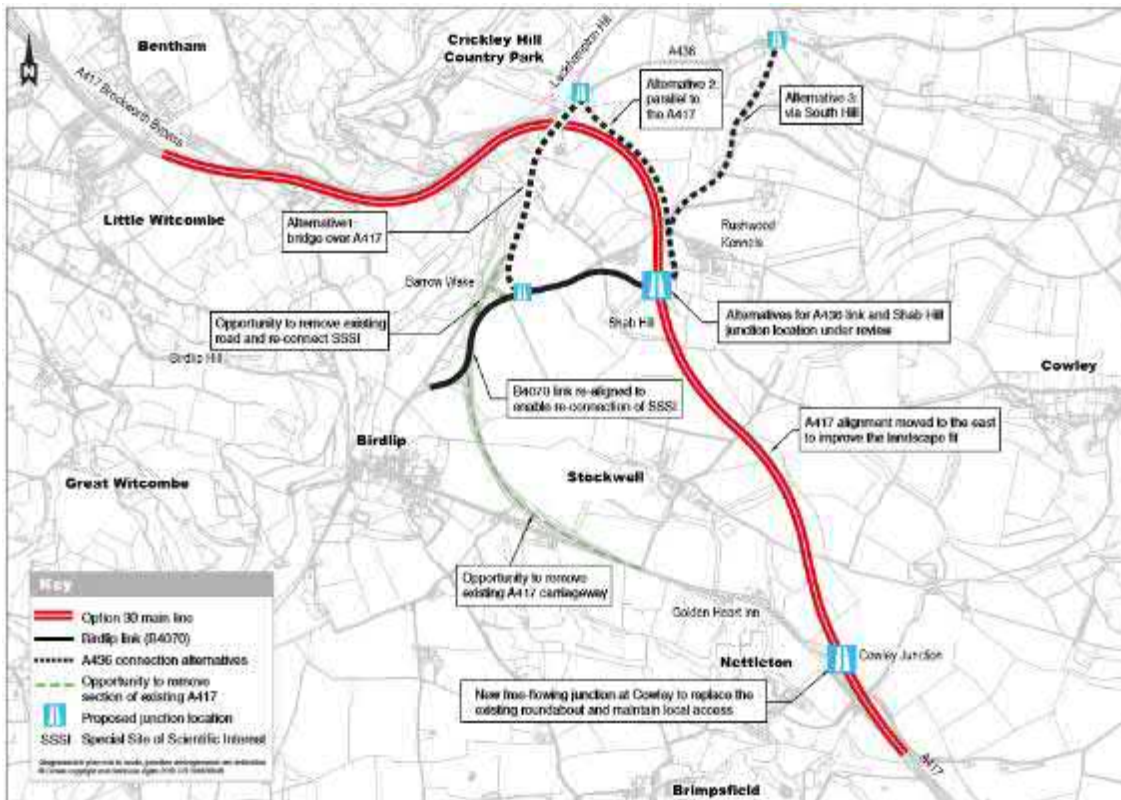 Bentham
Crickley Hill
Country Park
Leckhampton Hill
A436
A417 Brockworth Bypass
Alternative 2:
parallel to
the A417
Alternative 3:
via South Hill
Little Witcombe
Alternative 1
bridge over A417
Rushwood
Kennels
Barrow Wake
Opportunity to remove existing
road and re-connect SSSI
Shab Hill
Alternatives for A436 link and Shab Hill
junction location under review
Birdlip Hill
Cowley
B4070 link re-aligned to
enable re-connection of SSSI
A417 alignment moved to the east
to improve the landscape fit
Birdlip
Stockwell
Great Witcombe
Opportunity to remove
existing A417 carriageway
Golden Heart Inn
Nettleton
Cowley Junction
New free-flowing junction at Cowley to replace the
existing roundabout and maintain local access
A417
Brimpsfield
Key
Option 30 main line
Birdlip link (B4070)
A436 connection alternatives
Opportunity to remove
section of existing A417
Proposed junction location
SSSI Special Site of Scientific Interest